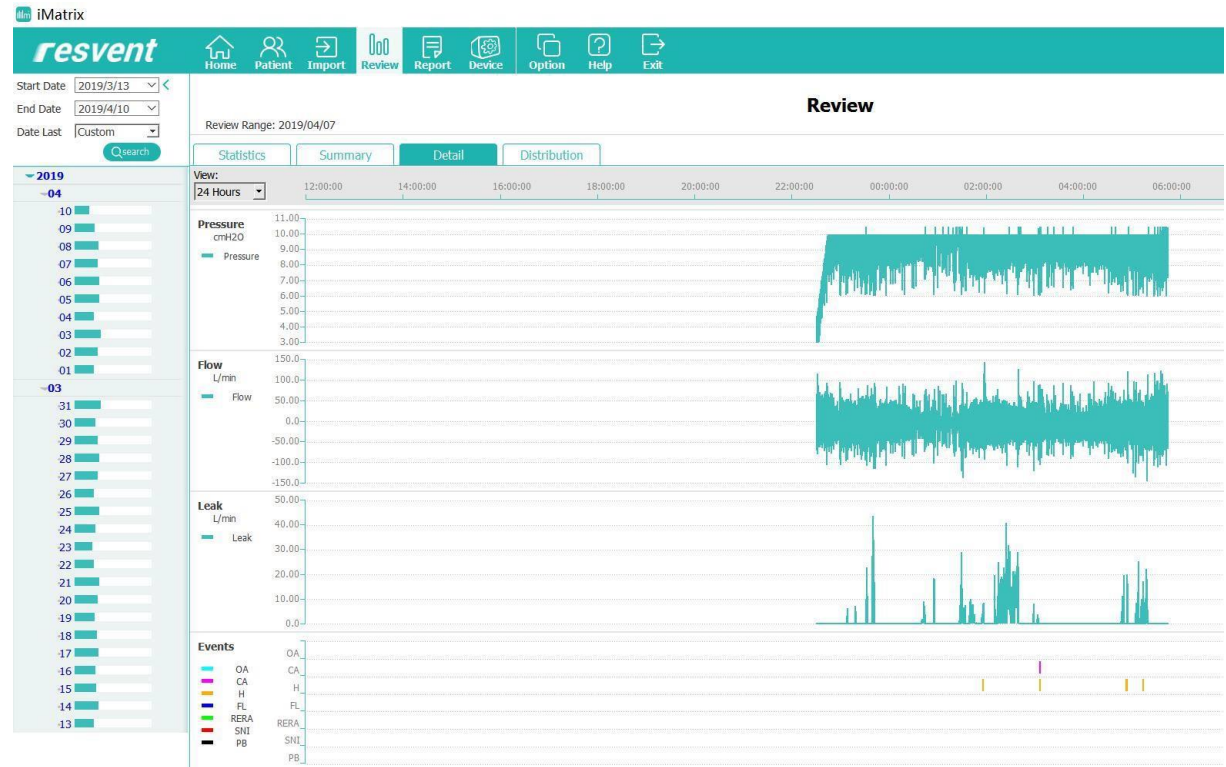 iMatrix
resvent
Home Patient Import Review Report Device Option Help Exit
Start Date 2019/3/13
End Date 2019/4/10
Date Last Custom
search
2019
04
10
09
08
07
06
05
04
03
02
01
03
31
30
29
28
27
26
25
24
23
22
21
20
19
18
17
16
15
14
13
Review
Review Range: 2019/04/07
Statistics Summary Detail Distribution
View:
24 Hours
12:00:00 14:00:00 16:00:00 18:00:00 20:00:00 22:00:00 00:00:00 02:00:00 04:00:00 06:00:00
Pressure
cmH2O
Pressure
11.00
10.00
9.00
8.00
7.00
6.00
5.00
4.00
3.00
Flow
L/min
Flow
150.0
100.0
50.00
0.0
-50.00
-100.0
-150.0
Leak
L/min
Leak
50.00
40.00
30.00
20.00
10.00
0.0
Events
OA
CA
H
FL
RERA
SNI
PB
OA
CA
H
FL
RERA
SNI
PB